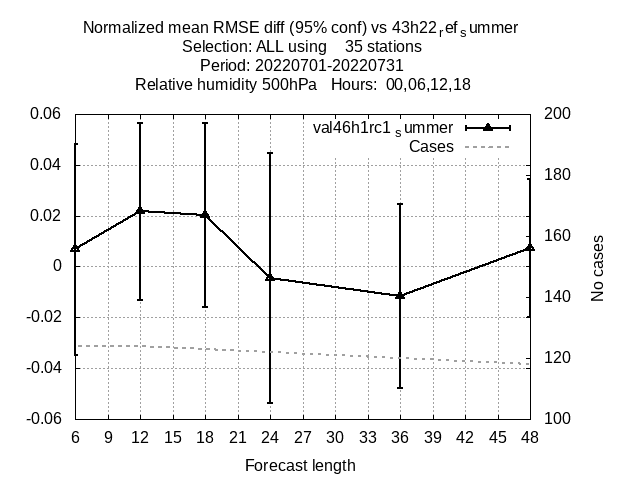 Normalized mean RMSE diff (95% conf) vs 43h22refsummer
Selection: ALL using 35 stations
Period: 20220701-20220731
Relative humidity 500hPa Hours: 00,06,12,18
val46h1rc1summer
Cases
0.06
0.04
0.02
0
-0.02
-0.04
-0.06
200
180
160
140
120
100
No cases
6 9 12 15 18 21 24 27 30 33 36 39 42 45 48
Forecast length